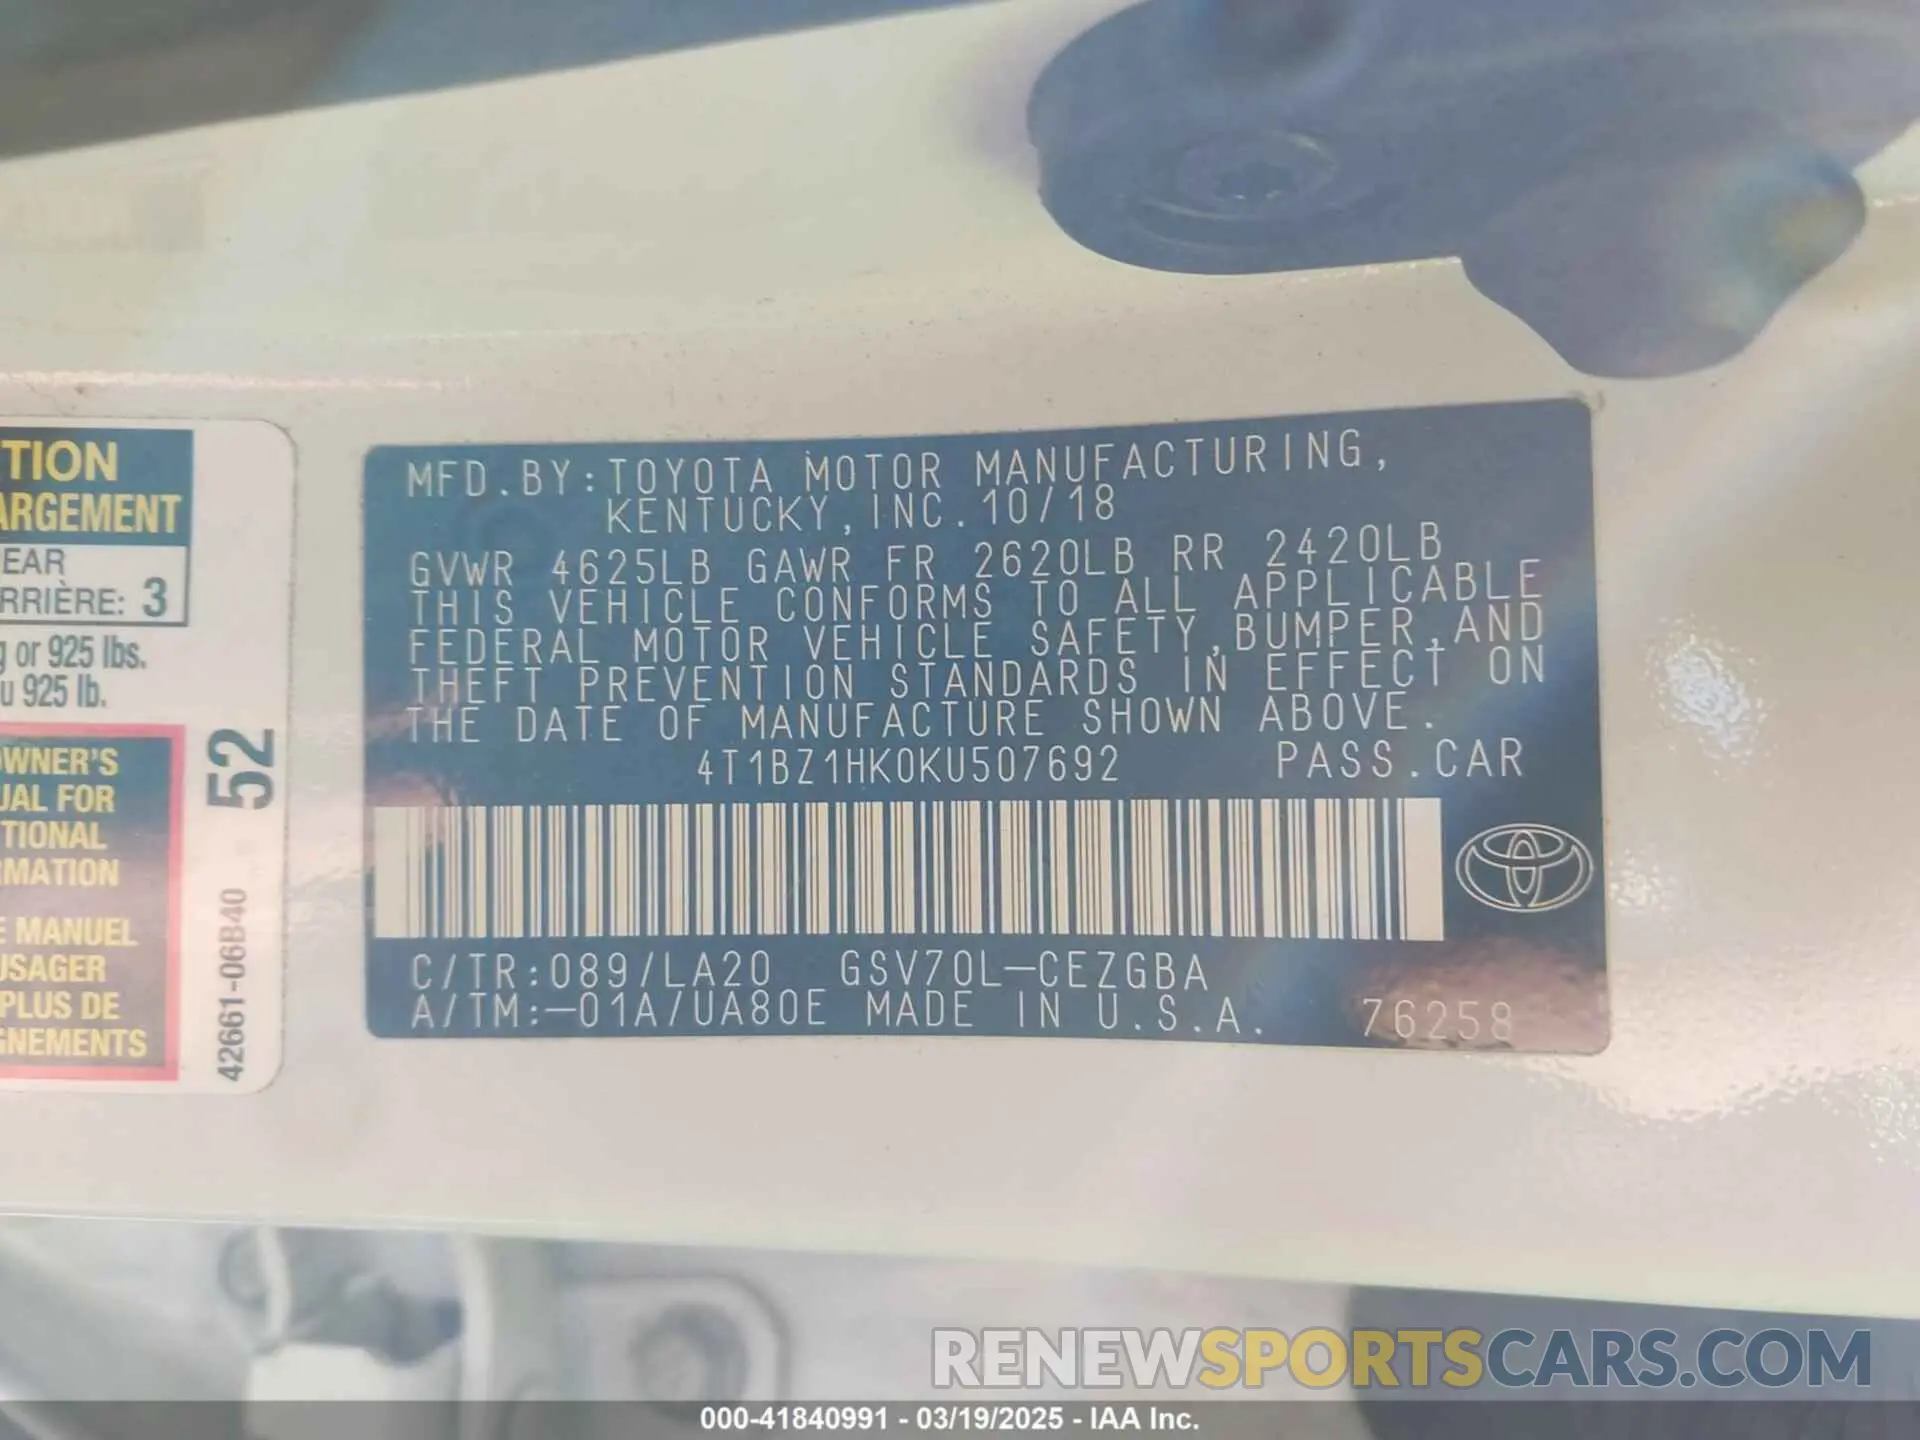 TION
ARGEMENT
EAR
RRIÈRE: 3
g or 925 lbs.
u 925 lb.
OWNER'S
UAL FOR
TIONAL
RMATION
E MANUEL
USAGER
PLUS DE
GNEMENTS
52
42661-06B40
MFD.BY:TOYOTA MOTOR MANUFACTURING,
KENTUCKY,INC.10/18
GVWR 4625LB GAWR FR 2620LB RR 2420LB
THIS VEHICLE CONFORMS TO ALL APPLICABLE
FEDERAL MOTOR VEHICLE SAFETY,BUMPER,AND
THEFT PREVENTION STANDARDS IN EFFECT ON
THE DATE OF MANUFACTURE SHOWN ABOVE.
4T1BZ1HK0KU507692 PASS.CAR
C/TR:089/LA20 GSV70L-CEZGBA
A/TM:-01A/UA80E MADE IN U.S.A. 76258
RENEWSPORTSCARS.COM
000-41840991 - 03/19/2025 - IAA Inc.